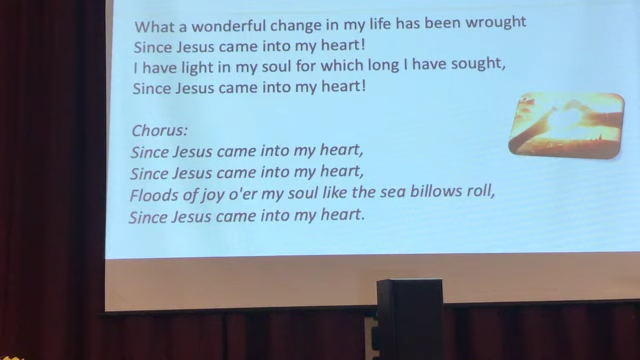 What a wonderful change in my life has been wrought
Since Jesus came into my heart!
I have light in my soul for which long I have sought,
Since Jesus came into my heart!
Chorus:
Since Jesus came into my heart,
Since Jesus came into my heart,
Floods of joy o'er my soul like the sea billows roll,
Since Jesus came into my heart.